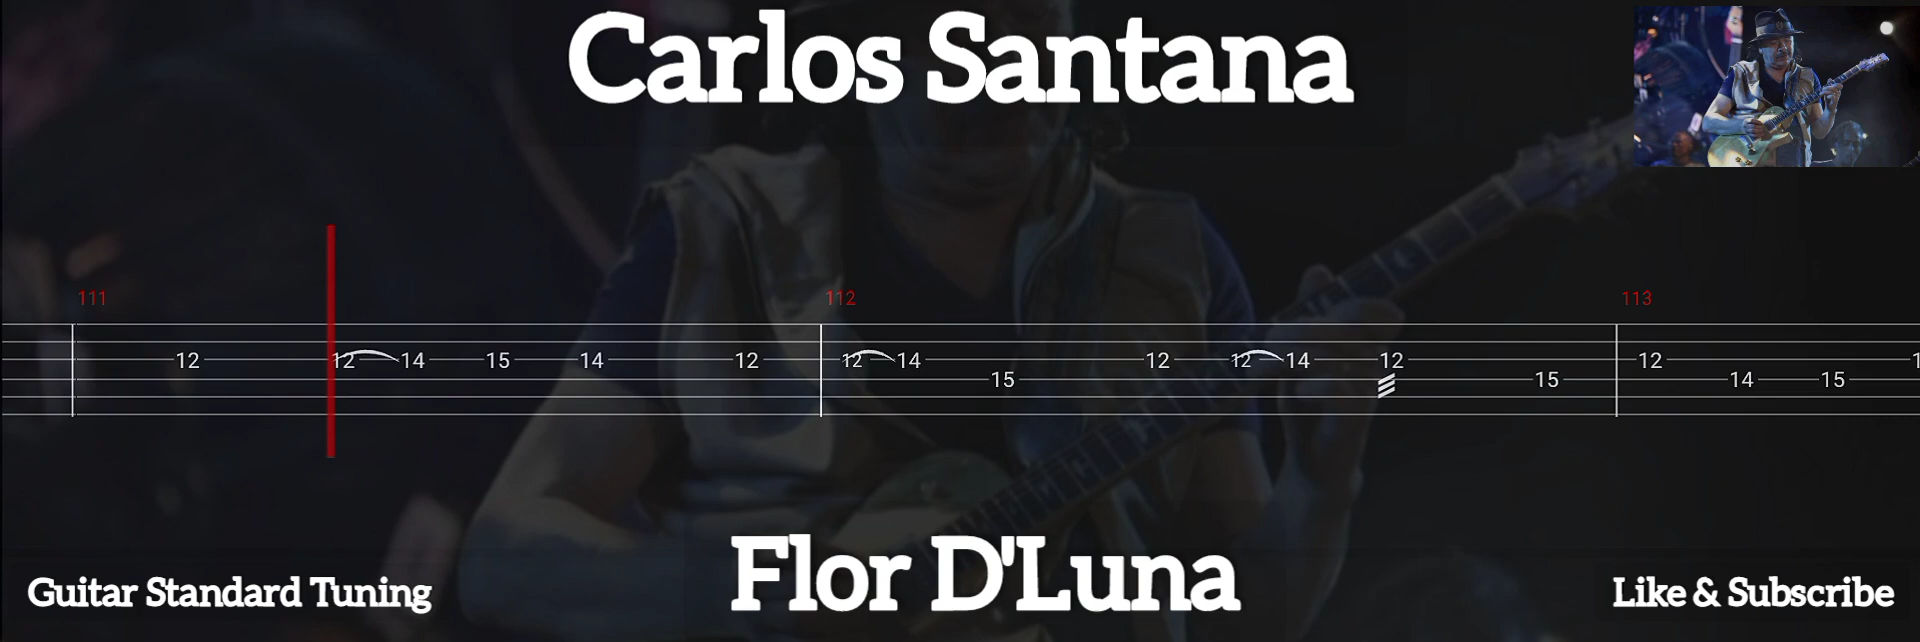 Carlos Santana
111 112 113
12 12 14 15 14 12 12 14 12 12 14 12 12
15 15 14 15
Flor D'Luna
Guitar Standard Tuning
Like & Subscribe